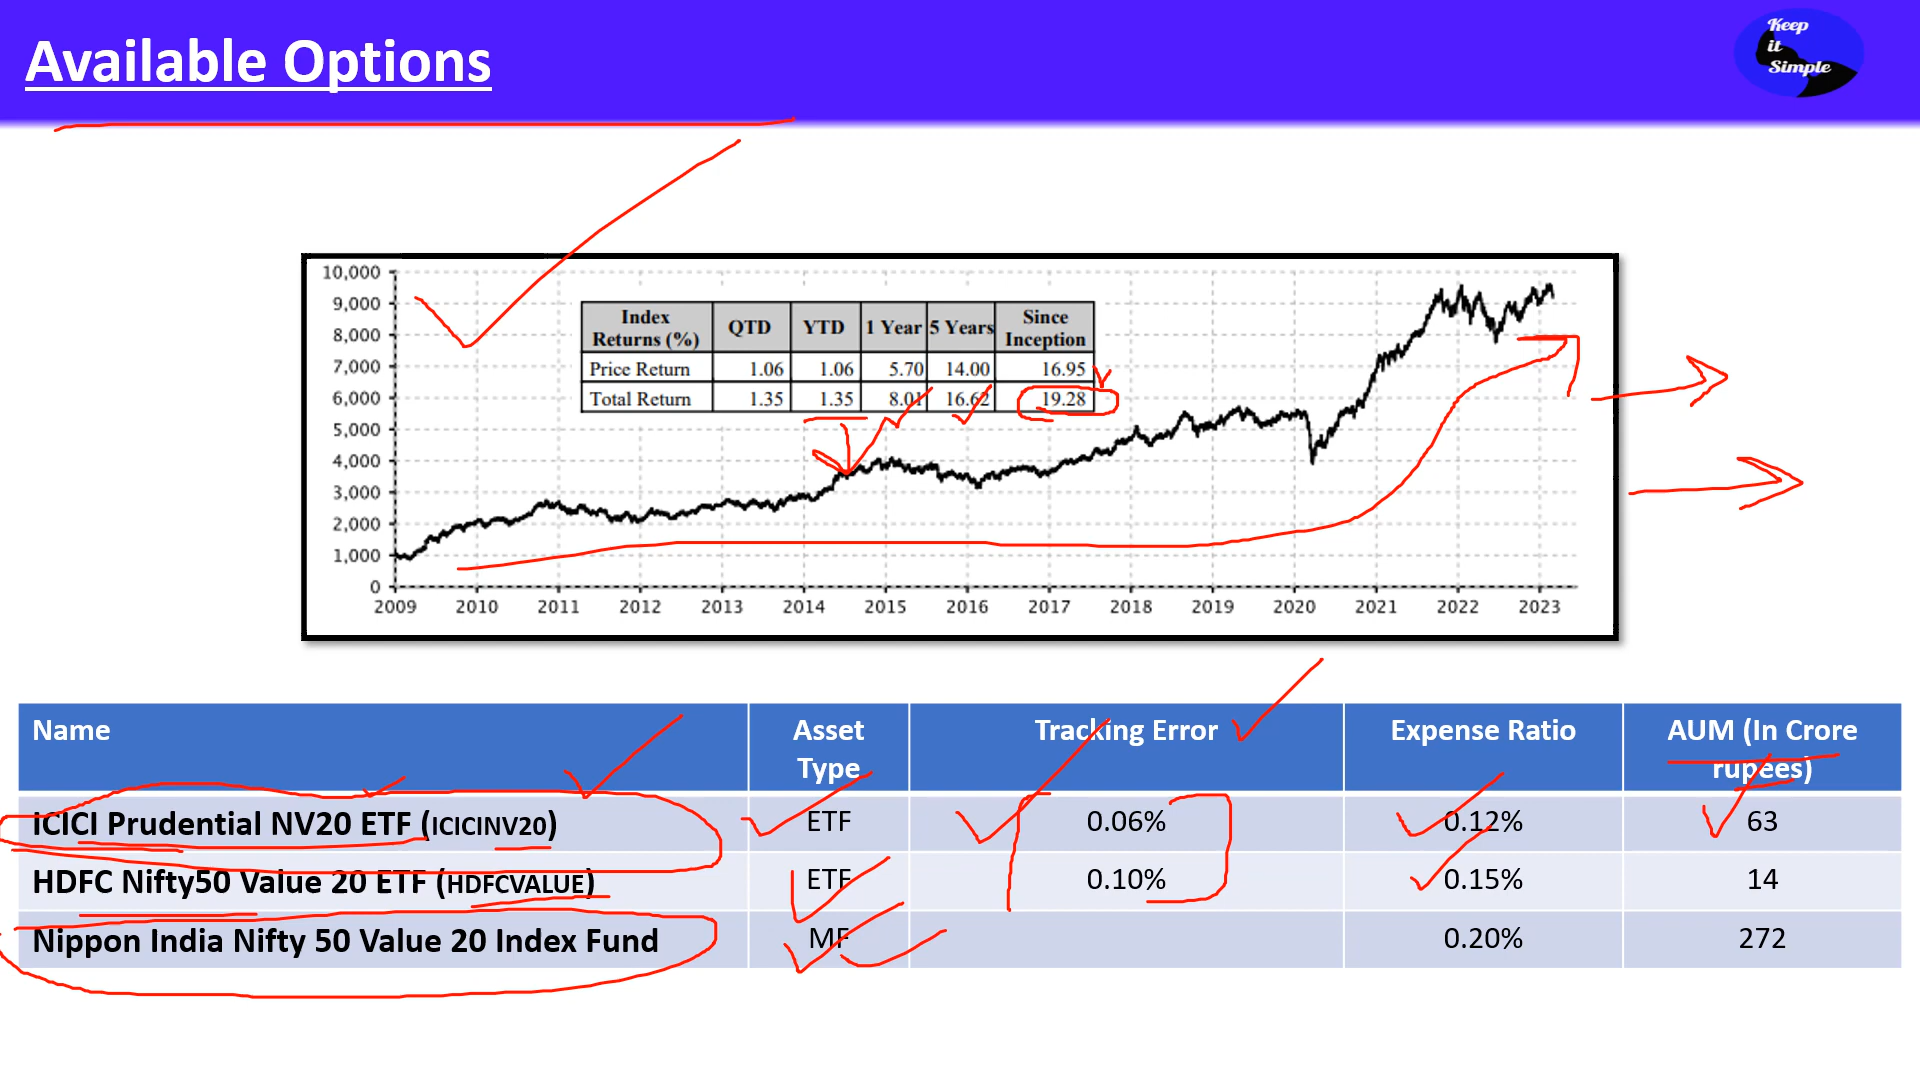 Available Options
Keep
it
Simple
10,000
9,000
8,000
7,000
6,000
5,000
4,000
3,000
2,000
1,000
0
2009 2010 2011 2012 2013 2014 2015 2016 2017 2018 2019 2020 2021 2022 2023
Index Returns (%) QTD YTD 1 Year 5 Years Since Inception
Price Return 1.06 1.06 5.70 14.00 16.95
Total Return 1.35 1.35 8.01 16.62 19.28
Name Asset Type Tracking Error Expense Ratio AUM (In Crore rupees)
ICICI Prudential NV20 ETF (ICICINV20) ETF 0.06% 0.12% 63
HDFC Nifty50 Value 20 ETF (HDFCVALUE) ETF 0.10% 0.15% 14
Nippon India Nifty 50 Value 20 Index Fund MF 0.20% 272